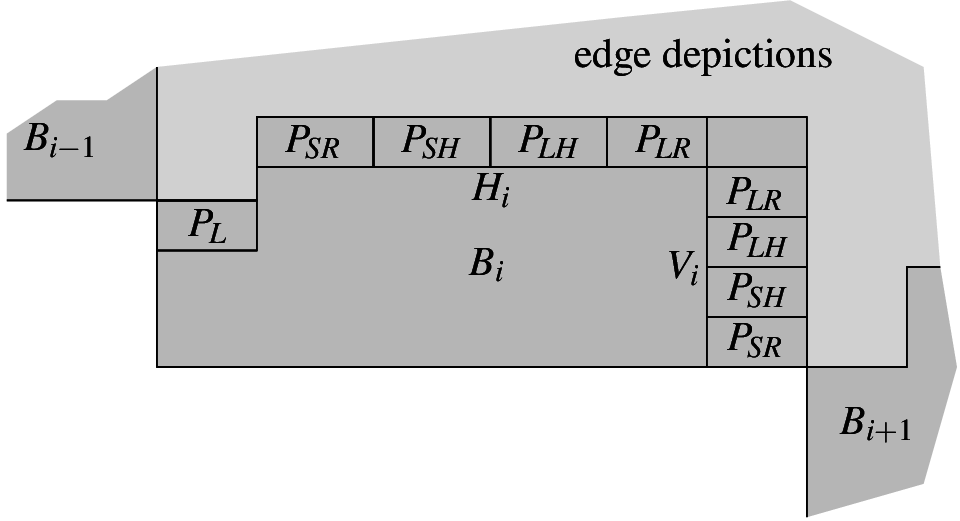 edge depictions
B_{i-1}
P_{SR} P_{SH} P_{LH} P_{LR}
H_i
P_{LR}
P_L
P_{LH}
B_i V_i
P_{SH}
P_{SR}
B_{i+1}